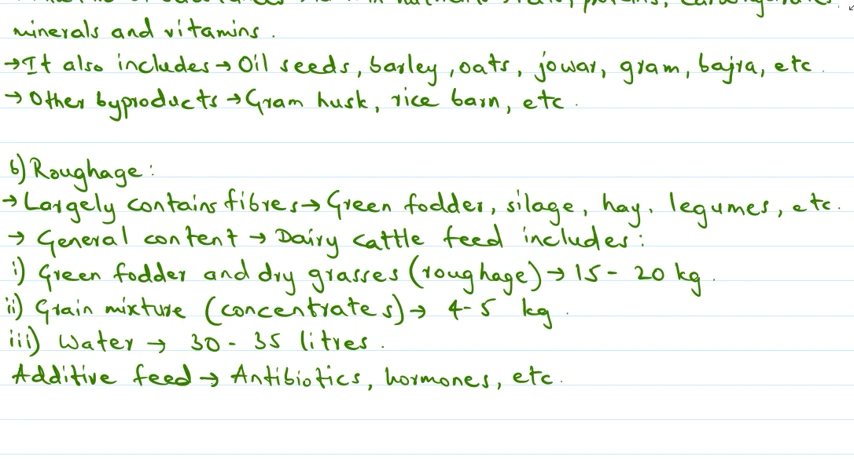 proteins,
minerals and vitamins.
→It also includes→Oil seeds, barley, oats, jowar, gram, bajra, etc.
→Other byproducts→Gram husk, rice barn, etc.
b) Roughage:
→Largely contains fibres→Green fodder, silage, hay, legumes, etc.
→ General content → Dairy cattle feed includes:
i) Green fodder and dry grasses (roughage)→15-20 kg.
ii) Grain mixture (concentrates)→ 4-5 kg.
iii) Water → 30-35 litres.
Additive feed → Antibiotics, hormones, etc.